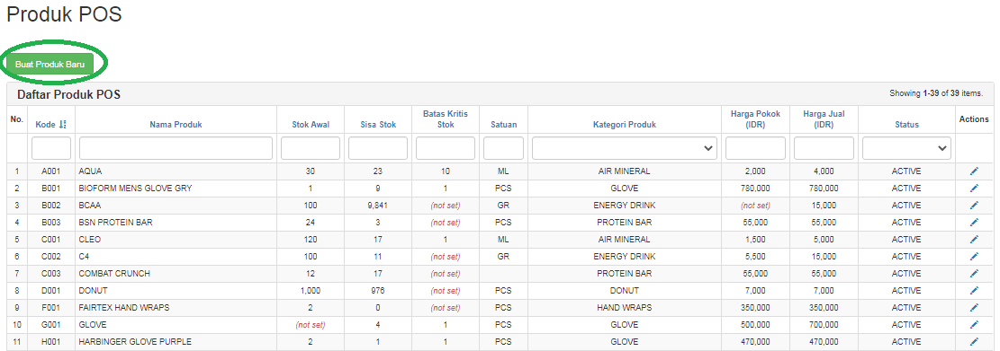 Produk POS
Buat Produk Baru
Daftar Produk POS Showing 1-39 of 39 items.
No. Kode Nama Produk Stok Awal Sisa Stok Batas Kritis Stok Satuan Kategori Produk Harga Pokok (IDR) Harga Jual (IDR) Status Actions
1 A001 AQUA 30 23 10 ML AIR MINERAL 2,000 4,000 ACTIVE
2 B001 BIOFORM MENS GLOVE GRY 1 9 1 PCS GLOVE 780,000 780,000 ACTIVE
3 B002 BCAA 100 9,841 (not set) GR ENERGY DRINK (not set) 15,000 ACTIVE
4 B003 BSN PROTEIN BAR 24 3 (not set) PCS PROTEIN BAR 55,000 55,000 ACTIVE
5 C001 CLEO 120 17 1 ML AIR MINERAL 1,500 5,000 ACTIVE
6 C002 C4 100 11 (not set) GR ENERGY DRINK 5,500 15,000 ACTIVE
7 C003 COMBAT CRUNCH 12 17 (not set) PROTEIN BAR 55,000 55,000 ACTIVE
8 D001 DONUT 1,000 976 (not set) PCS DONUT 7,000 7,000 ACTIVE
9 F001 FAIRTEX HAND WRAPS 2 0 (not set) PCS HAND WRAPS 350,000 350,000 ACTIVE
10 G001 GLOVE (not set) 4 1 PCS GLOVE 500,000 700,000 ACTIVE
11 H001 HARBINGER GLOVE PURPLE 2 1 1 PCS GLOVE 470,000 470,000 ACTIVE